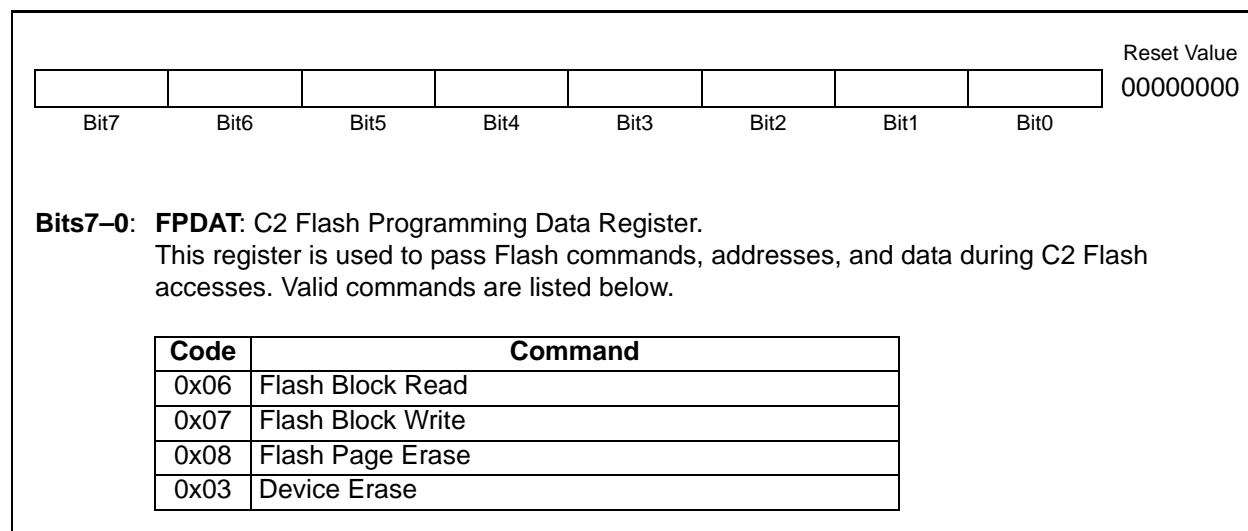 Reset Value
00000000
Bit7 Bit6 Bit5 Bit4 Bit3 Bit2 Bit1 Bit0
Bits7–0: FPDAT: C2 Flash Programming Data Register.
This register is used to pass Flash commands, addresses, and data during C2 Flash
accesses. Valid commands are listed below.
Code Command
0x06 Flash Block Read
0x07 Flash Block Write
0x08 Flash Page Erase
0x03 Device Erase